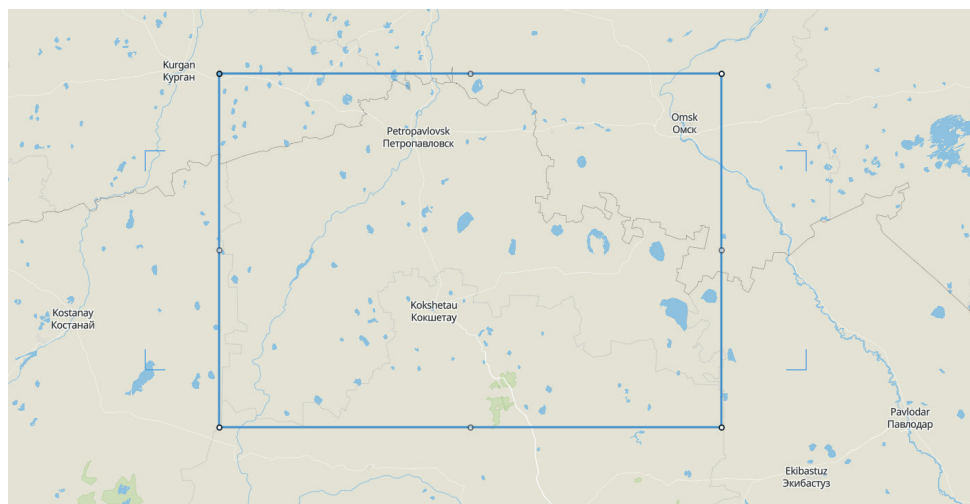 Kurgan
Курган
Omsk
Омск
Petropavlovsk
Петропавловск
Kokshetau
Кокшетау
Kostanay
Костанай
Pavlodar
Павлодар
Ekibastuz
Экибастуз